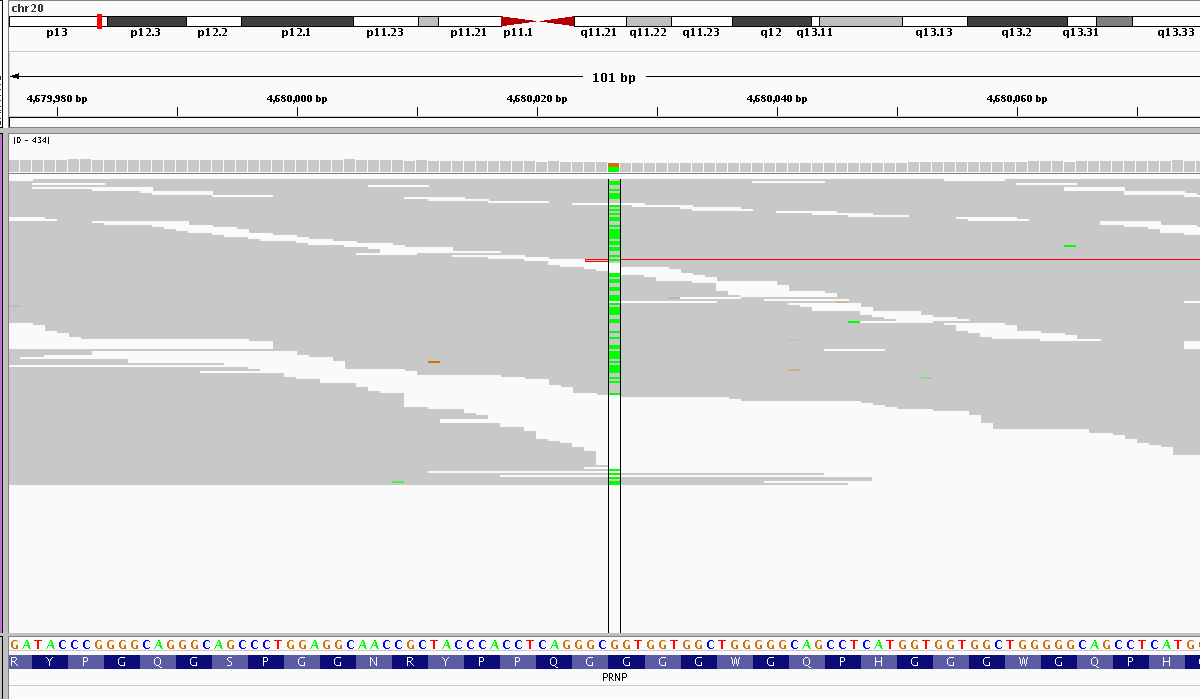 chr20
p13 p12.3 p12.2 p12.1 p11.23 p11.21 p11.1 q11.21 q11.22 q11.23 q12 q13.11 q13.13 q13.2 q13.31 q13.33
101 bp
4,679,980 bp 4,680,000 bp 4,680,020 bp 4,680,040 bp 4,680,060 bp
[0 - 434]
GATACCCGGGGCAGGGCAGCCCTGGAGGCAACCGCTACCCACCTCAGGGCGGTGGTGGCTGGGGGCAGCCTCATGGTGGTGGCTGGGGGCAGCCTCATG
R Y P G Q G S P G G N R Y P P Q G G G G W G Q P H G G G W G Q P H
PRNP